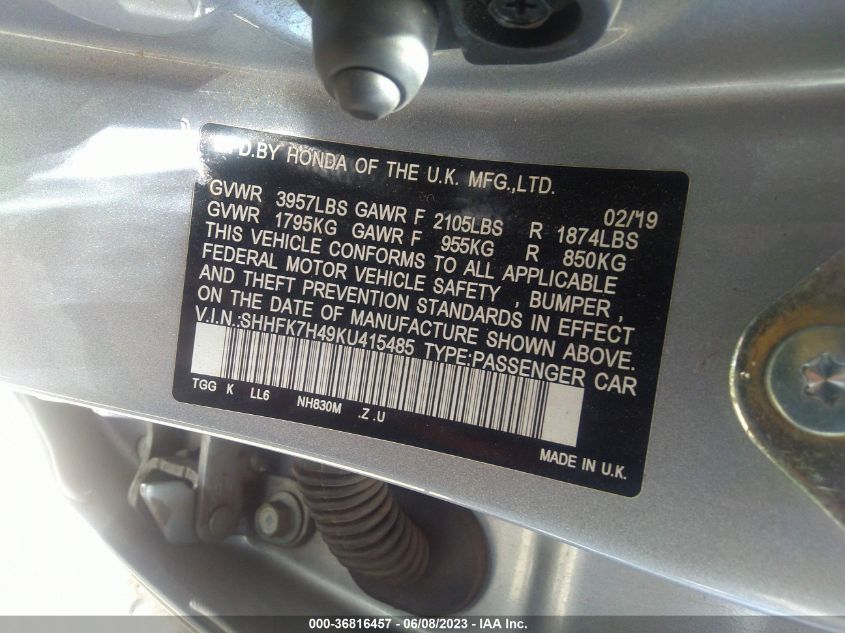 MFD.BY HONDA OF THE U.K. MFG.,LTD.
02/19
GVWR 3957LBS GAWR F 2105LBS R 1874LBS
GVWR 1795KG GAWR F 955KG R 850KG
THIS VEHICLE CONFORMS TO ALL APPLICABLE
FEDERAL MOTOR VEHICLE SAFETY , BUMPER ,
AND THEFT PREVENTION STANDARDS IN EFFECT
ON THE DATE OF MANUFACTURE SHOWN ABOVE.
V.I.N.:SHHFK7H49KU415485 TYPE:PASSENGER CAR
TGG K LL6 NH830M .Z .U
MADE IN U.K.
000-36816457 - 06/08/2023 - IAA Inc.